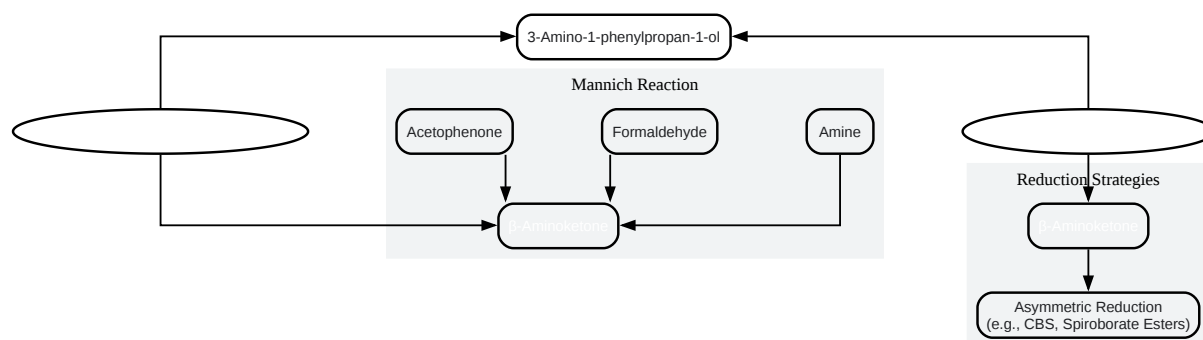 3-Amino-1-phenylpropan-1-ol
Mannich Reaction
Acetophenone
Formaldehyde
Amine
β-Aminoketone
Reduction Strategies
β-Aminoketone
Asymmetric Reduction
(e.g., CBS, Spiroborate Esters)